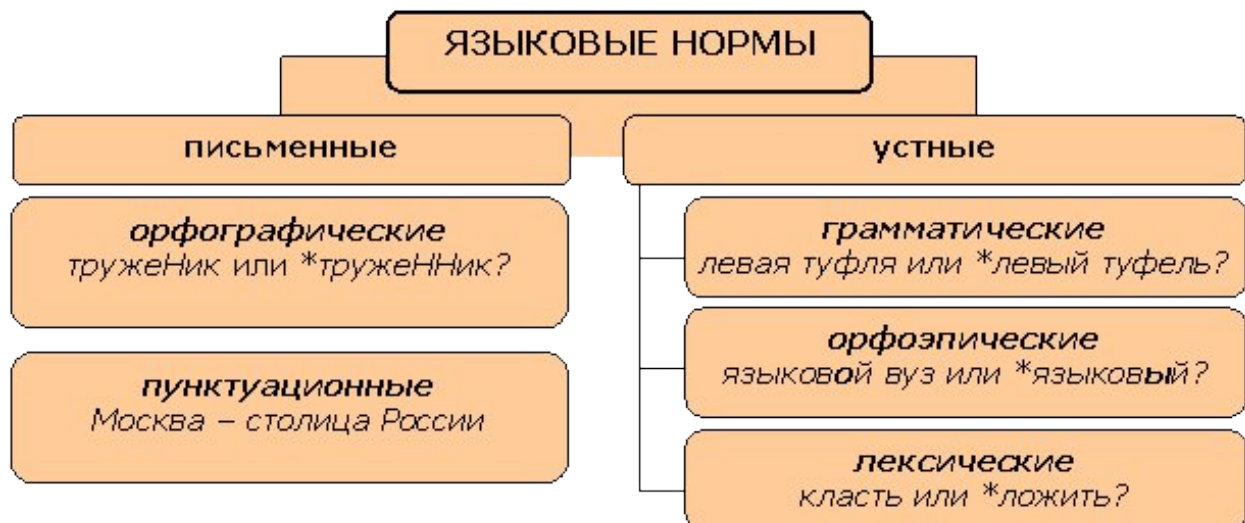 ЯЗЫКОВЫЕ НОРМЫ
письменные
орфографические
тружеНик или *тружеННик?
пунктуационные
Москва – столица России
устные
грамматические
левая туфля или *левый туфель?
орфоэпические
языковой вуз или *языковый?
лексические
класть или *ложить?